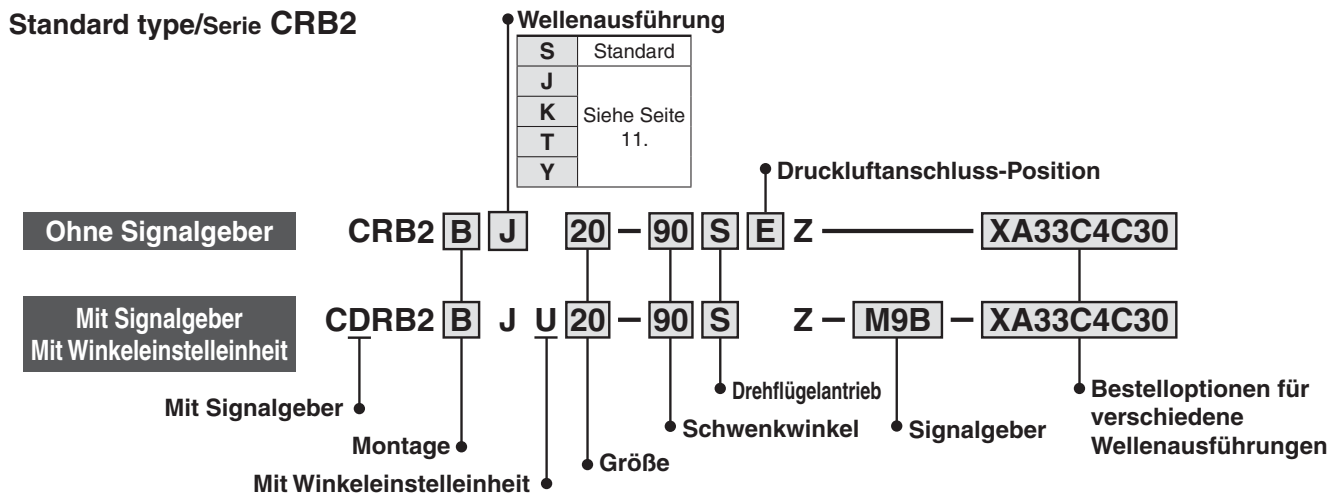 Standard type/Serie CRB2
Wellenausführung
S Standard
J
K
T
Y
Siehe Seite
11.
Druckluftanschluss-Position
Ohne Signalgeber CRB2 B J 20 – 90 S E Z — XA33C4C30
Mit Signalgeber
Mit Winkeleinstelleinheit
CDRB2 B J U 20 – 90 S Z – M9B – XA33C4C30
Mit Signalgeber
Montage
Mit Winkeleinstelleinheit
Größe
Schwenkwinkel
Drehflügelantrieb
Signalgeber
Bestelloptionen für
verschiedene
Wellenausführungen